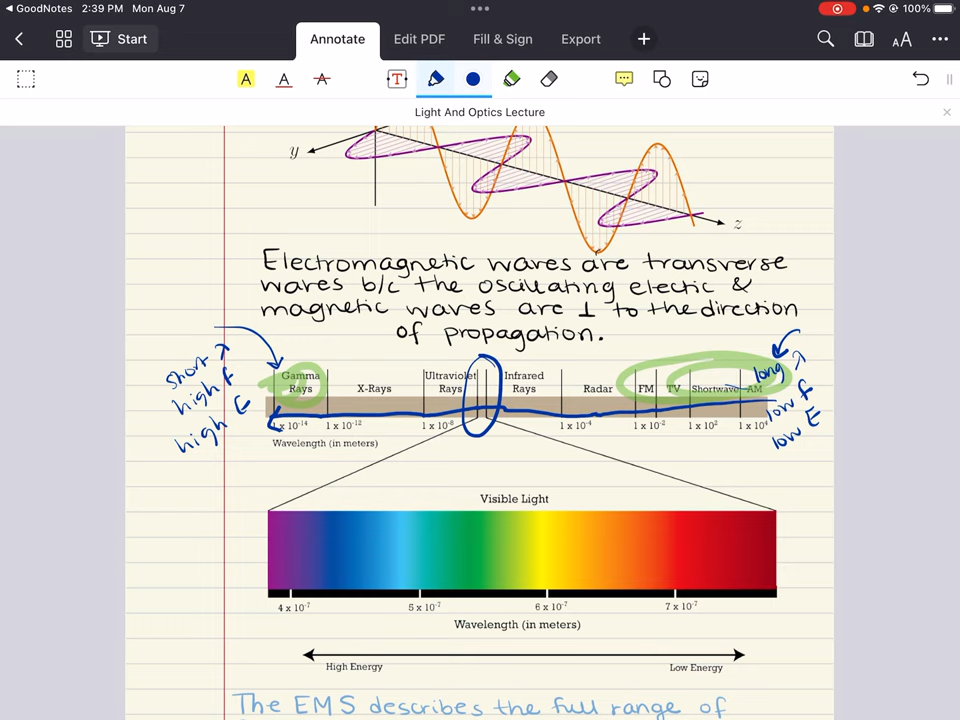 GoodNotes 2:39 PM Mon Aug 7 100%
Start Annotate Edit PDF Fill & Sign Export
A A A T AA
Light And Optics Lecture
y
z
Electromagnetic waves are transverse
waves b/c the oscillating electic &
magnetic waves are ⊥ to the direction
of propagation.
short λ
high f
high E
long λ
low f
low E
Gamma Rays X-Rays Ultraviolet Rays Infrared Rays Radar FM TV Shortwave AM
1 x 10⁻¹⁴ 1 x 10⁻¹² 1 x 10⁻⁸ 1 x 10⁻⁴ 1 x 10⁻² 1 x 10² 1 x 10⁴
Wavelength (in meters)
Visible Light
4 x 10⁻⁷ 5 x 10⁻⁷ 6 x 10⁻⁷ 7 x 10⁻⁷
Wavelength (in meters)
High Energy Low Energy
The EMS describes the full range of